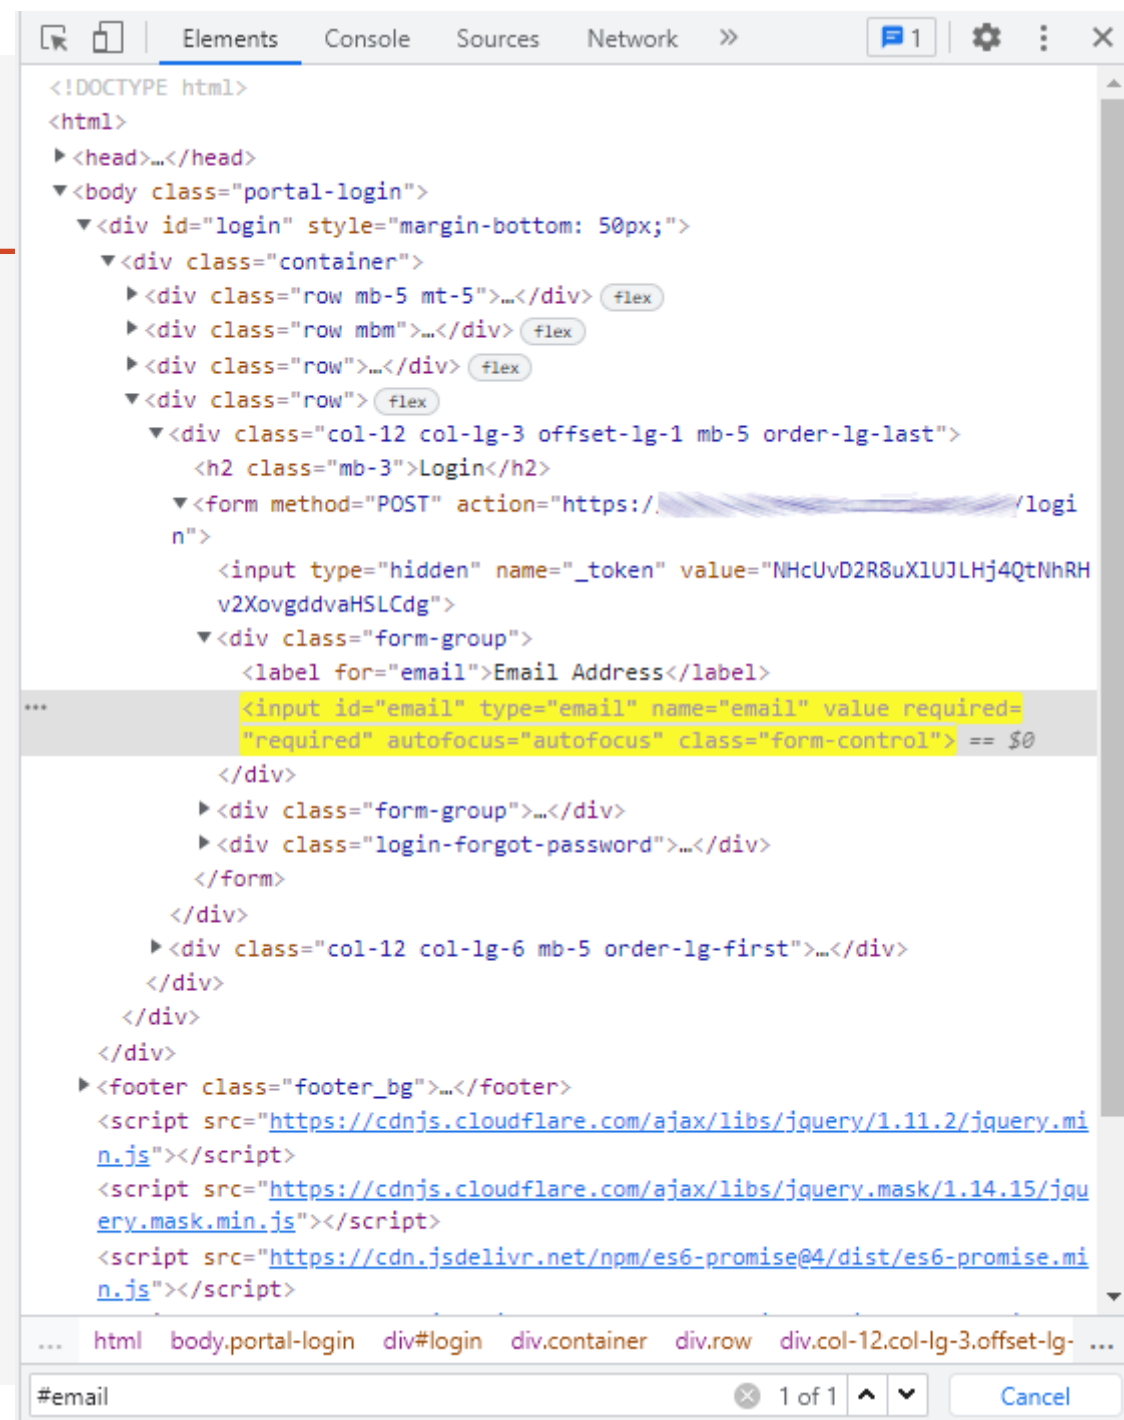 Elements Console Sources Network » 1
<!DOCTYPE html>
<html>
<head>…</head>
<body class="portal-login">
<div id="login" style="margin-bottom: 50px;">
<div class="container">
<div class="row mb-5 mt-5">…</div> flex
<div class="row mbm">…</div> flex
<div class="row">…</div> flex
<div class="row"> flex
<div class="col-12 col-lg-3 offset-lg-1 mb-5 order-lg-last">
<h2 class="mb-3">Login</h2>
<form method="POST" action="https:/ /logi
n">
<input type="hidden" name="_token" value="NHcUvD2R8uXlUJLHj4QtNhRH
v2XovgddvaHSLCdg">
<div class="form-group">
<label for="email">Email Address</label>
<input id="email" type="email" name="email" value required=
"required" autofocus="autofocus" class="form-control"> == $0
</div>
<div class="form-group">…</div>
<div class="login-forgot-password">…</div>
</form>
</div>
<div class="col-12 col-lg-6 mb-5 order-lg-first">…</div>
</div>
</div>
</div>
<footer class="footer_bg">…</footer>
<script src="https://cdnjs.cloudflare.com/ajax/libs/jquery/1.11.2/jquery.mi
n.js"></script>
<script src="https://cdnjs.cloudflare.com/ajax/libs/jquery.mask/1.14.15/jqu
ery.mask.min.js"></script>
<script src="https://cdn.jsdelivr.net/npm/es6-promise@4/dist/es6-promise.mi
n.js"></script>
... html body.portal-login div#login div.container div.row div.col-12.col-lg-3.offset-lg- ...
#email 1 of 1 Cancel